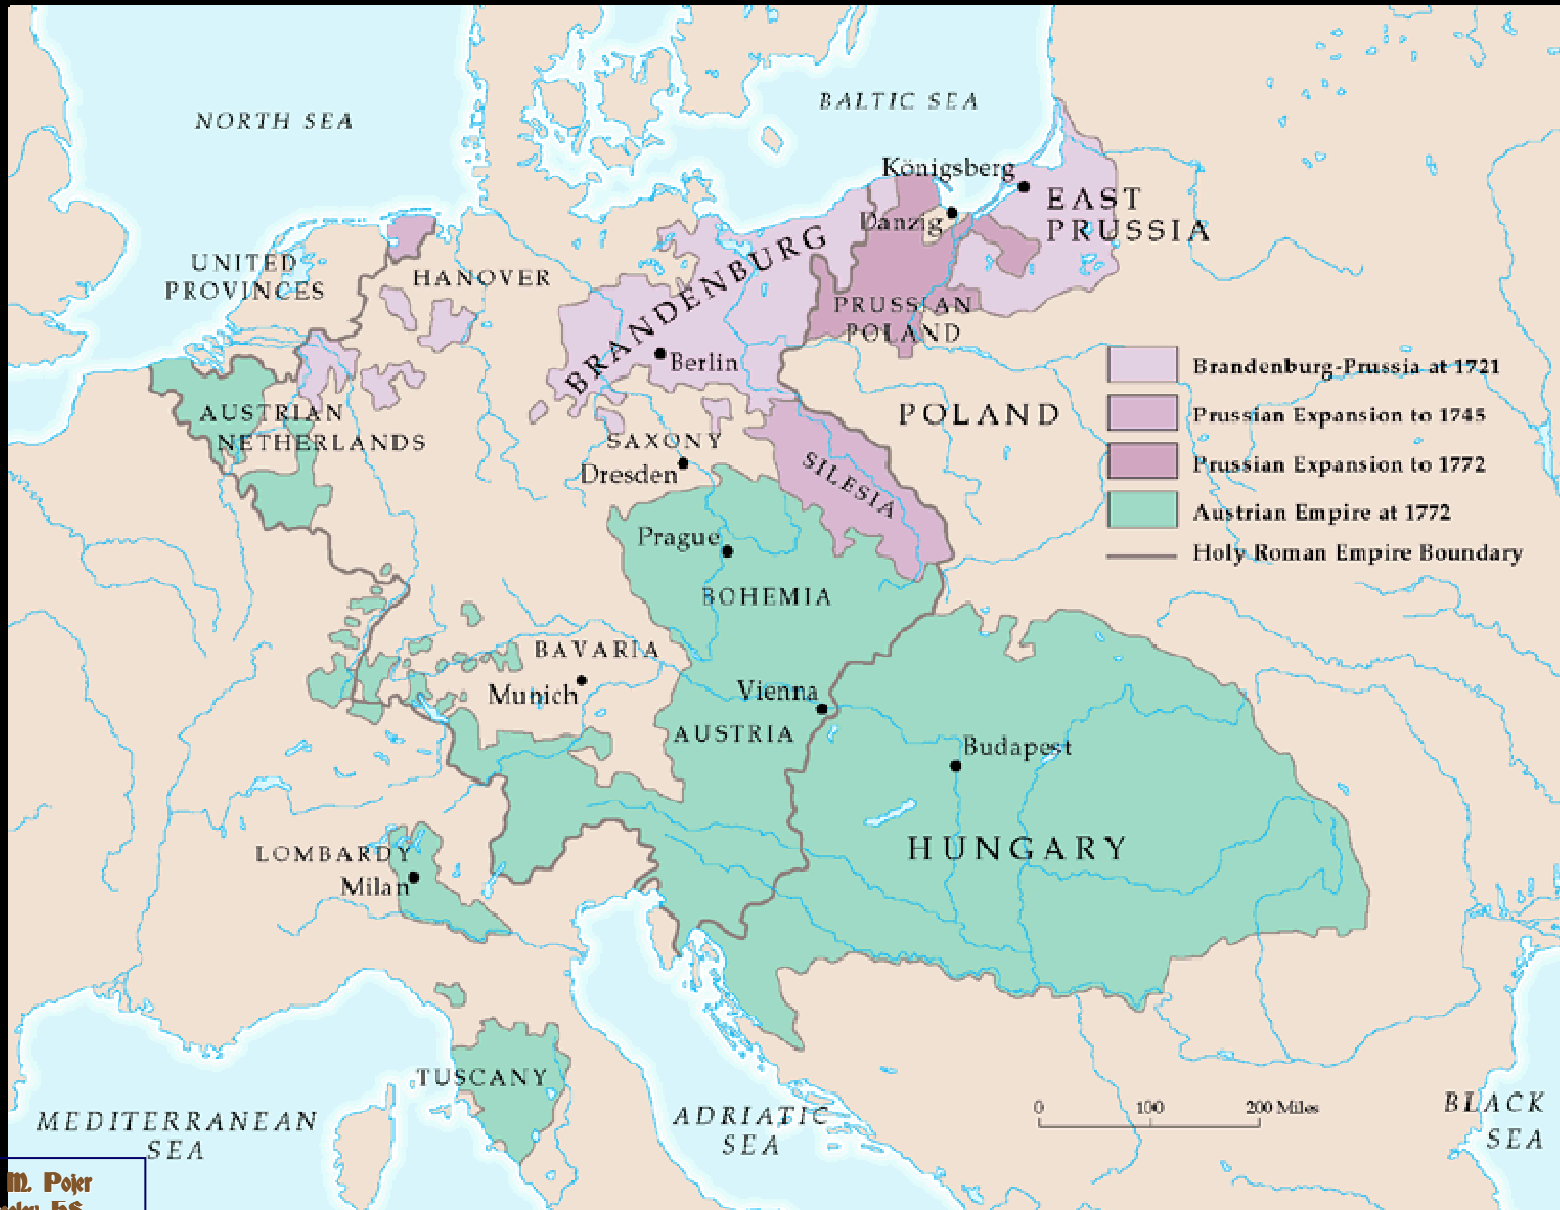 NORTH SEA
BALTIC SEA
Königsberg
EAST
PRUSSIA
Danzig
UNITED
PROVINCES
HANOVER
BRANDENBURG
PRUSSIAN
POLAND
Berlin
Brandenburg-Prussia at 1721
Prussian Expansion to 1745
Prussian Expansion to 1772
Austrian Empire at 1772
Holy Roman Empire Boundary
AUSTRIAN
NETHERLANDS
POLAND
SAXONY
Dresden
SILESIA
Prague
BOHEMIA
BAVARIA
Munich
Vienna
AUSTRIA
Budapest
HUNGARY
LOMBARDY
Milan
TUSCANY
MEDITERRANEAN
SEA
ADRIATIC
SEA
0 100 200 Miles
BLACK
SEA
M. Pojer